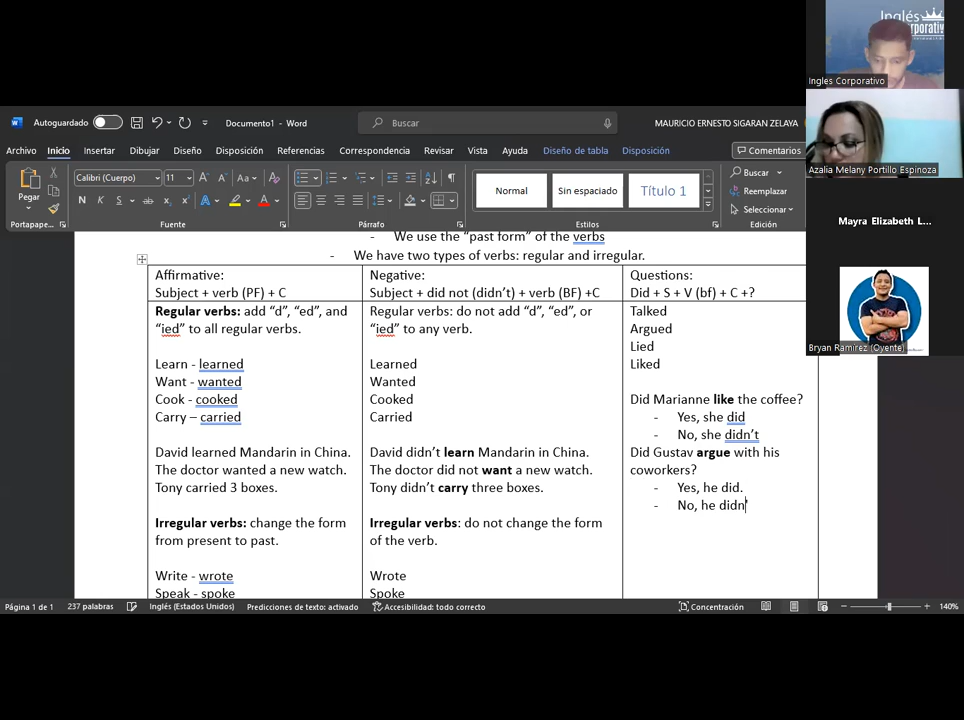 Inglés
Corporativo
Ingles Corporativo
Autoguardado
Documento1 - Word
Buscar
MAURICIO ERNESTO SIGARAN ZELAYA
Archivo Inicio Insertar Dibujar Diseño Disposición Referencias Correspondencia Revisar Vista Ayuda Diseño de tabla Disposición Comentarios
Azalia Melany Portillo Espinoza
Pegar
Calibri (Cuerpo) 11
Normal Sin espaciado Título 1
Buscar
Reemplazar
Seleccionar
Portapape... Fuente Párrafo Estilos Edición
Mayra Elizabeth L...
Bryan Ramirez (Oyente)
- We use the “past form” of the verbs
- We have two types of verbs: regular and irregular.
Affirmative:
Subject + verb (PF) + C
Regular verbs: add “d”, “ed”, and
“ied” to all regular verbs.
Learn - learned
Want - wanted
Cook - cooked
Carry – carried
David learned Mandarin in China.
The doctor wanted a new watch.
Tony carried 3 boxes.
Irregular verbs: change the form
from present to past.
Write - wrote
Speak - spoke
Negative:
Subject + did not (didn’t) + verb (BF) +C
Regular verbs: do not add “d”, “ed”, or
“ied” to any verb.
Learned
Wanted
Cooked
Carried
David didn’t learn Mandarin in China.
The doctor did not want a new watch.
Tony didn’t carry three boxes.
Irregular verbs: do not change the form
of the verb.
Wrote
Spoke
Questions:
Did + S + V (bf) + C +?
Talked
Argued
Lied
Liked
Did Marianne like the coffee?
- Yes, she did
- No, she didn’t
Did Gustav argue with his
coworkers?
- Yes, he did.
- No, he didn’
Página 1 de 1 237 palabras Inglés (Estados Unidos) Predicciones de texto: activado Accesibilidad: todo correcto Concentración 140%